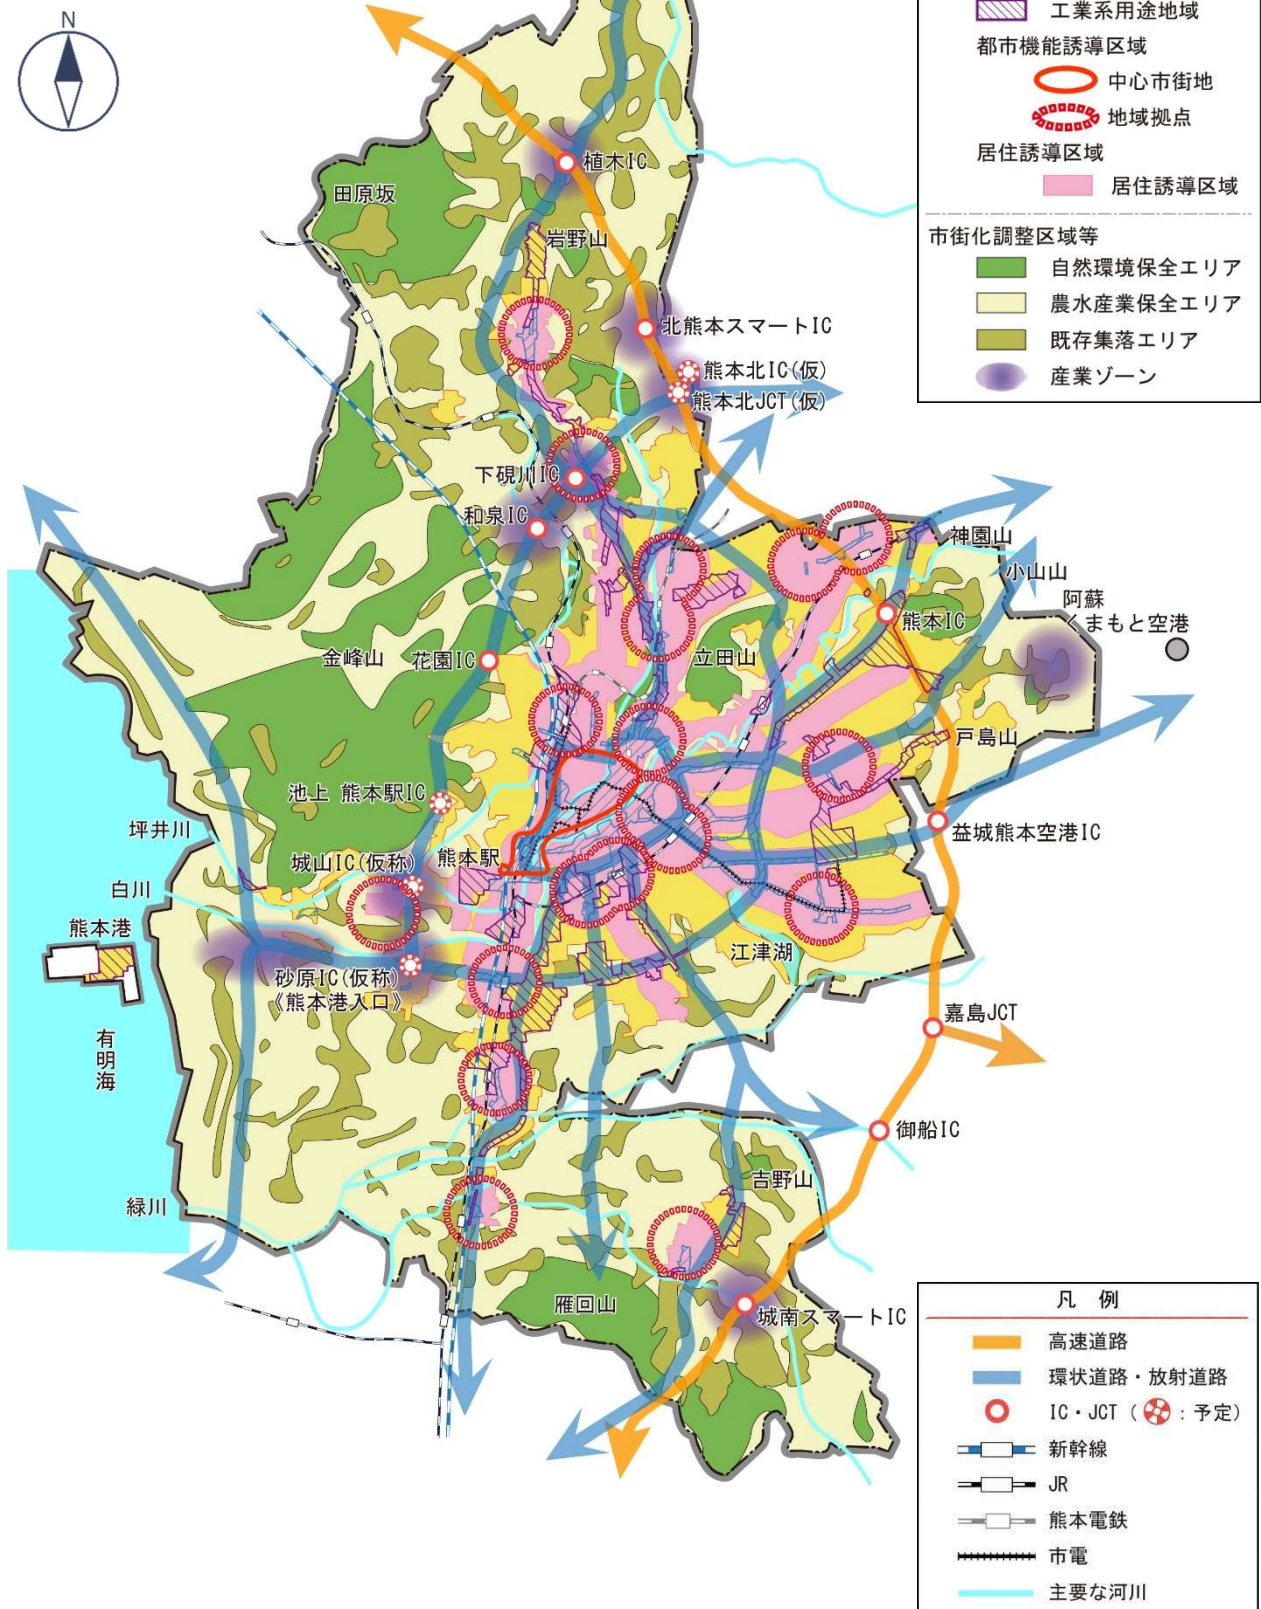 N
工業系用途地域
都市機能誘導区域
中心市街地
地域拠点
居住誘導区域
居住誘導区域
市街化調整区域等
自然環境保全エリア
農水産業保全エリア
既存集落エリア
産業ゾーン
植木IC
田原坂
岩野山
北熊本スマートIC
熊本北IC(仮)
熊本北JCT(仮)
下硯川IC
和泉IC
神園山
小山山
阿蘇
くまもと空港
熊本IC
金峰山
花園IC
立田山
戸島山
池上 熊本駅IC
坪井川
益城熊本空港IC
城山IC(仮称)
熊本駅
白川
熊本港
江津湖
砂原IC(仮称)
《熊本港入口》
嘉島JCT
有明海
御船IC
吉野山
緑川
雁回山
城南スマートIC
凡 例
高速道路
環状道路・放射道路
IC・JCT ( : 予定)
新幹線
JR
熊本電鉄
市電
主要な河川